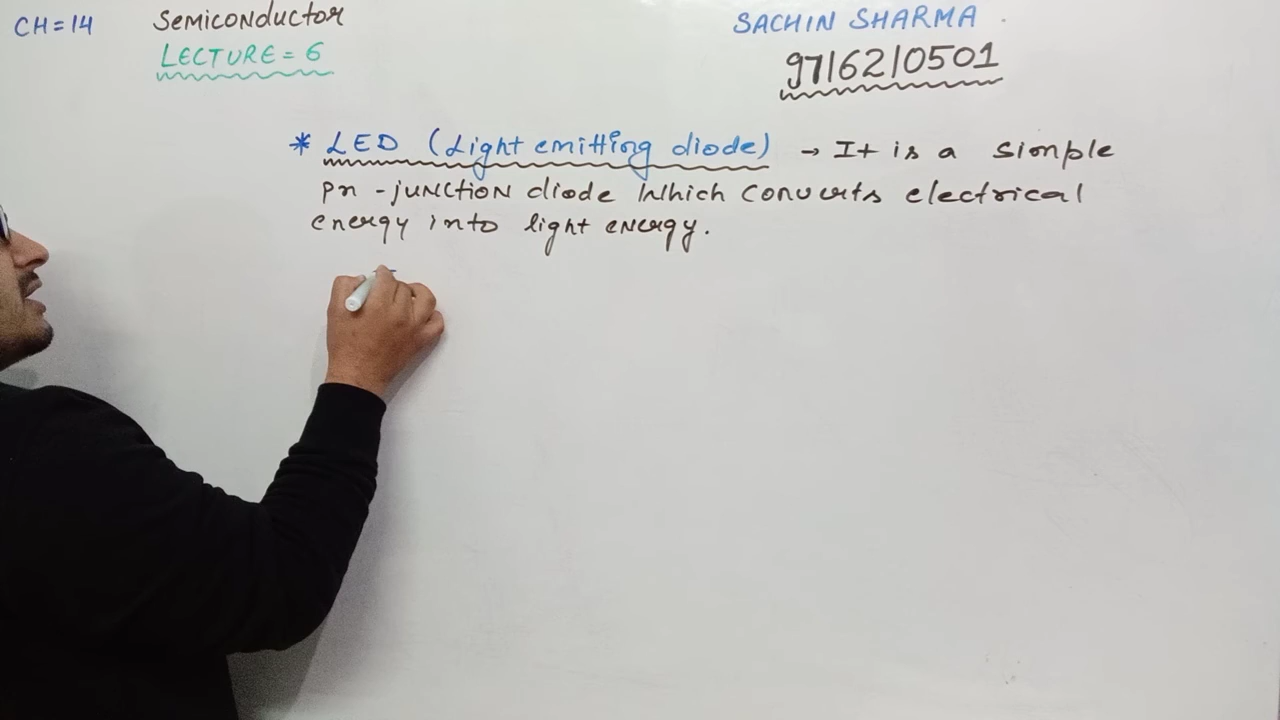 CH=14 Semiconductor SACHIN SHARMA
LECTURE=6 9716210501
* LED (Light emitting diode) → It is a simple
pn-junction diode Which converts electrical
energy into light energy.